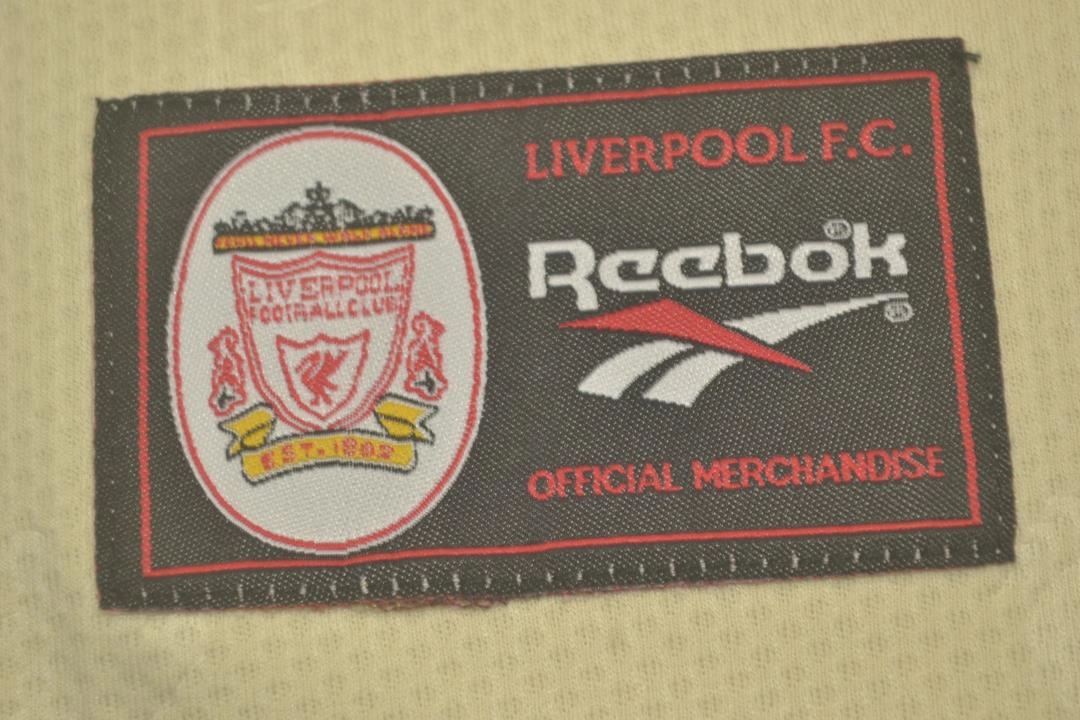 YOU'LL NEVER WALK ALONE
LIVERPOOL
FOOTBALL CLUB
EST·1892
LIVERPOOL F.C.
Reebok
OFFICIAL MERCHANDISE